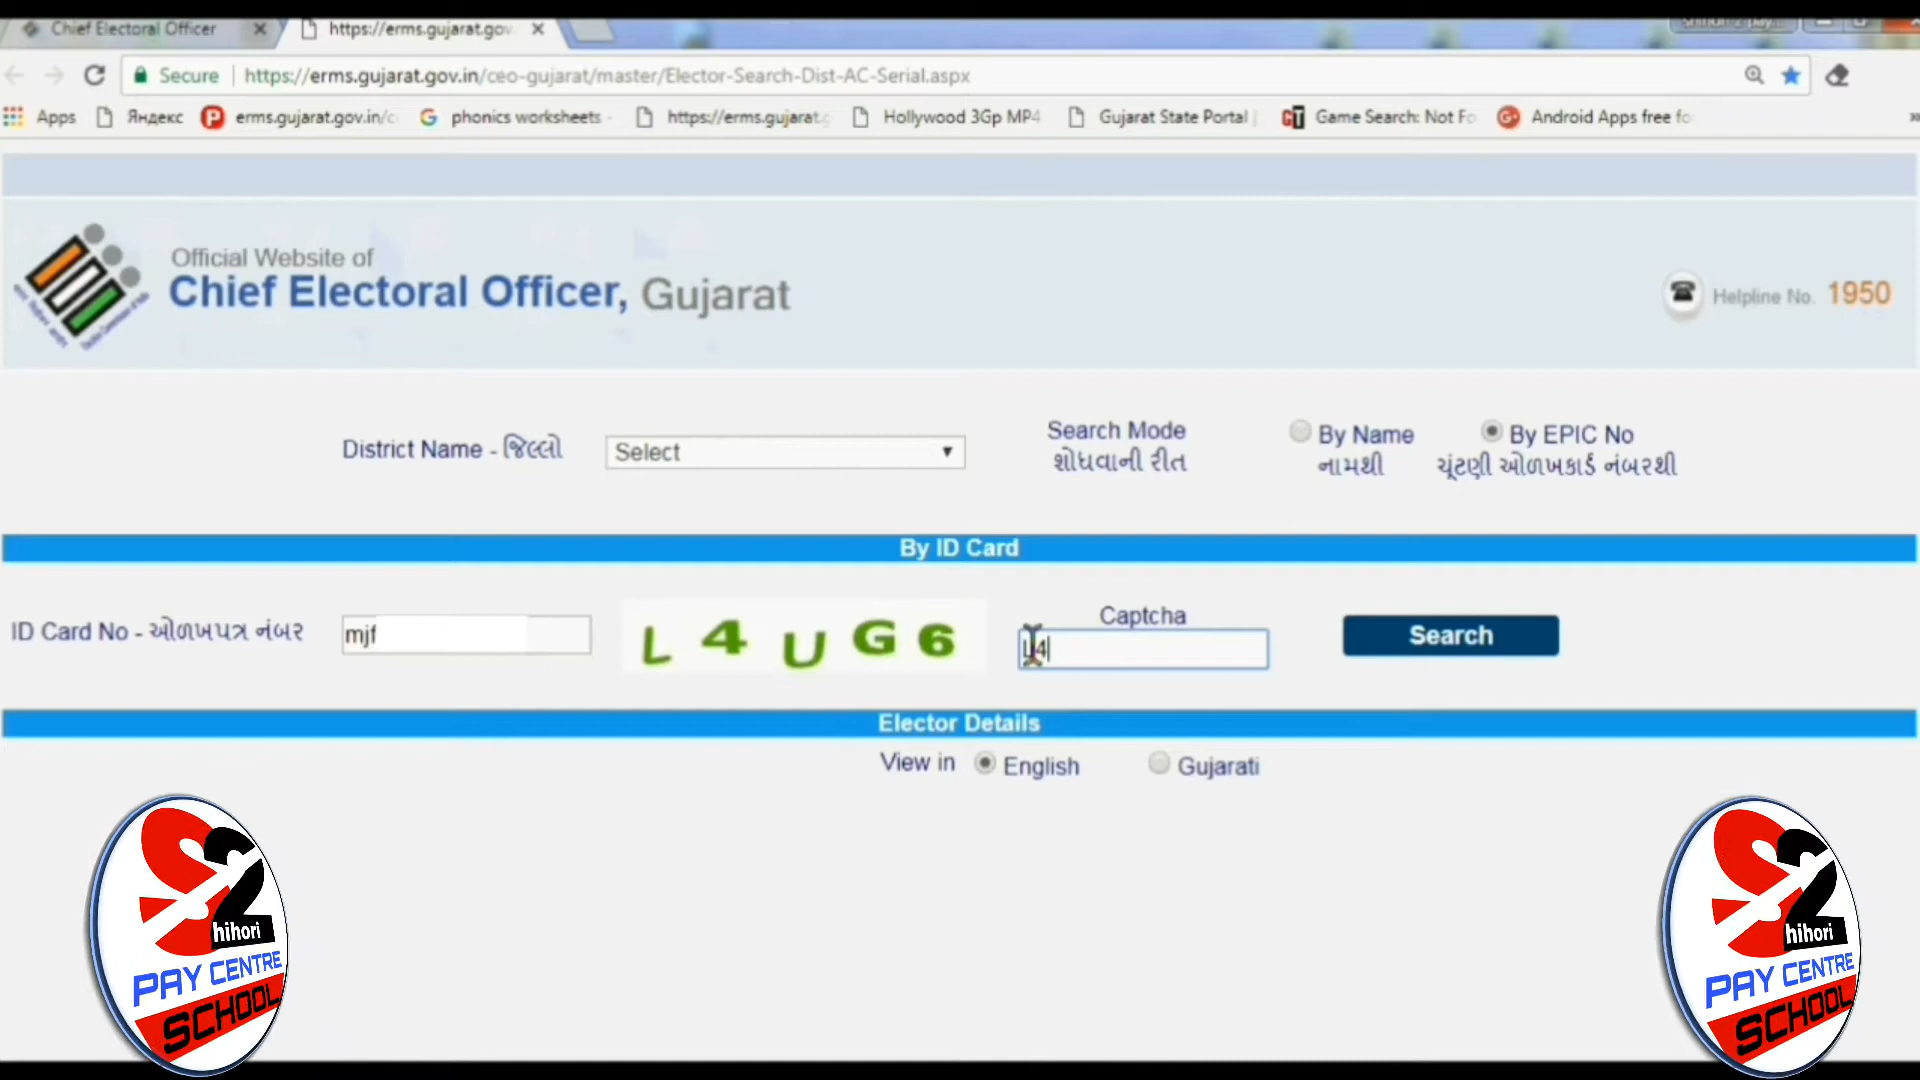 Chief Electoral Officer
https://erms.gujarat.gov
Secure
https://erms.gujarat.gov.in/ceo-gujarat/master/Elector-Search-Dist-AC-Serial.aspx
Apps
Яндекс
erms.gujarat.gov.in/c
phonics worksheets -
https://erms.gujarat.g
Hollywood 3Gp MP4
Gujarat State Portal |
Game Search: Not Fo
Android Apps free fo
Official Website of
Chief Electoral Officer, Gujarat
Helpline No. 1950
District Name - જિલ્લો
Select
Search Mode
શોધવાની રીત
By Name
નામથી
By EPIC No
ચૂંટણી ઓળખકાર્ડ નંબરથી
By ID Card
ID Card No - ઓળખપત્ર નંબર
mjf
L4UG6
Captcha
L4
Search
Elector Details
View in
English
Gujarati
S2
hihori
PAY CENTRE
SCHOOL
S2
hihori
PAY CENTRE
SCHOOL